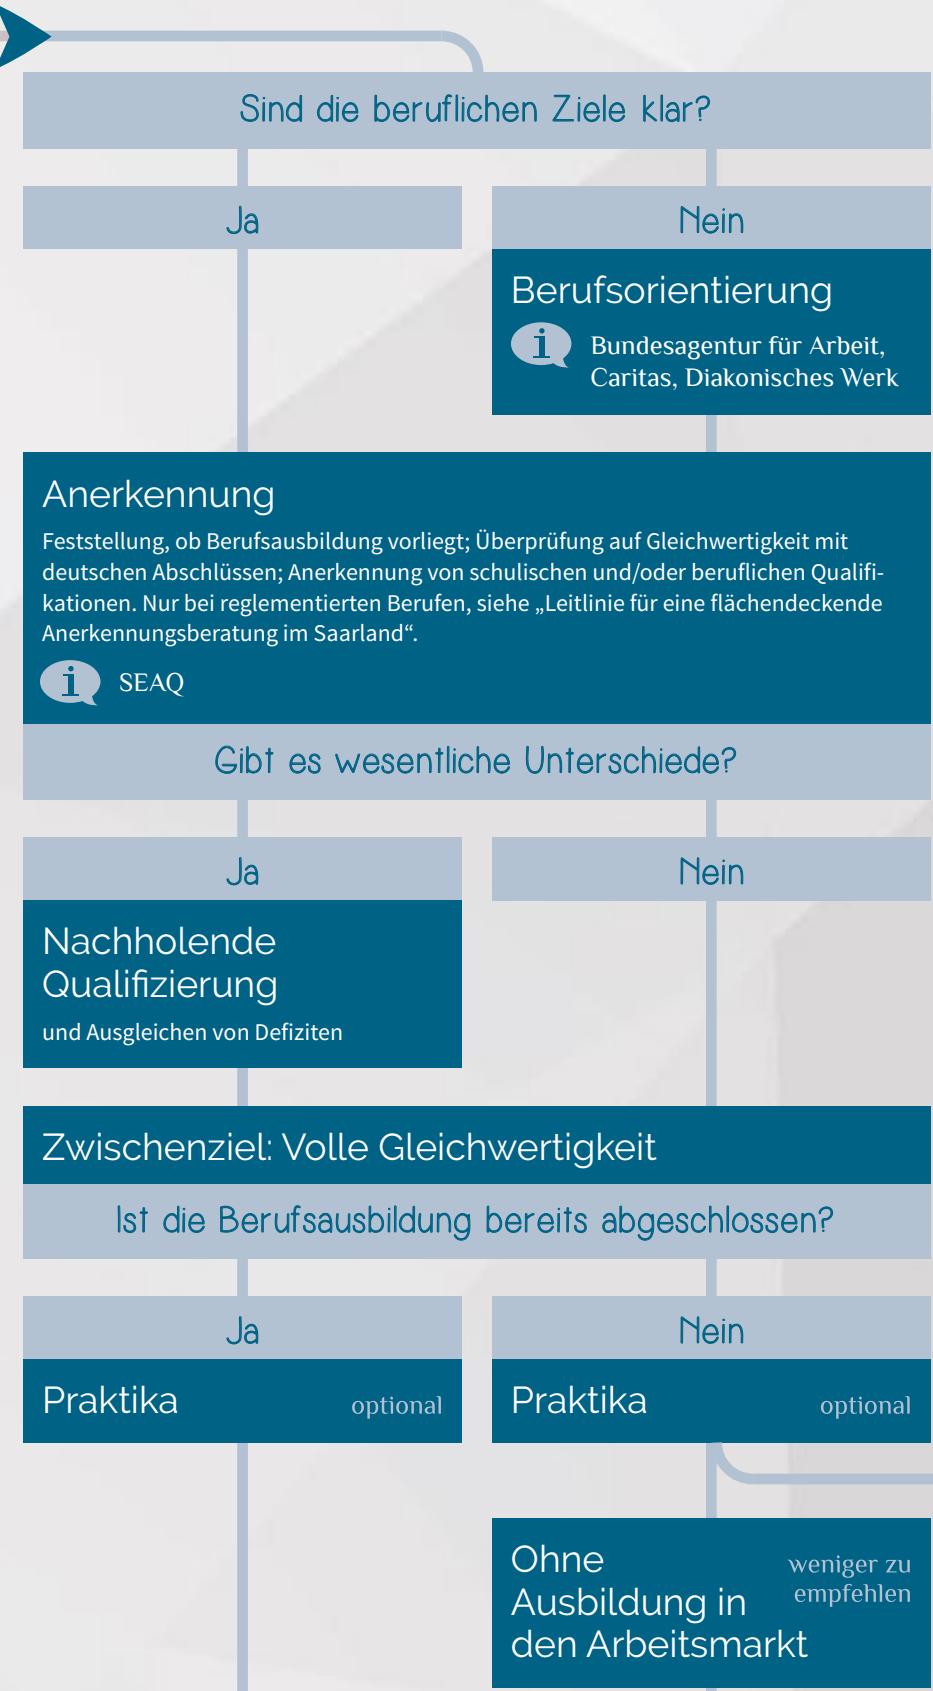 Sind die beruflichen Ziele klar?
Ja
Nein
Berufsorientierung
i
Bundesagentur für Arbeit,
Caritas, Diakonisches Werk
Anerkennung
Feststellung, ob Berufsausbildung vorliegt; Überprüfung auf Gleichwertigkeit mit
deutschen Abschlüssen; Anerkennung von schulischen und/oder beruflichen Qualifi-
kationen. Nur bei reglementierten Berufen, siehe „Leitlinie für eine flächendeckende
Anerkennungsberatung im Saarland“.
i
SEAQ
Gibt es wesentliche Unterschiede?
Ja
Nein
Nachholende
Qualifizierung
und Ausgleichen von Defiziten
Zwischenziel: Volle Gleichwertigkeit
Ist die Berufsausbildung bereits abgeschlossen?
Ja
Nein
Praktika optional
Praktika optional
Ohne
Ausbildung in
den Arbeitsmarkt
weniger zu
empfehlen